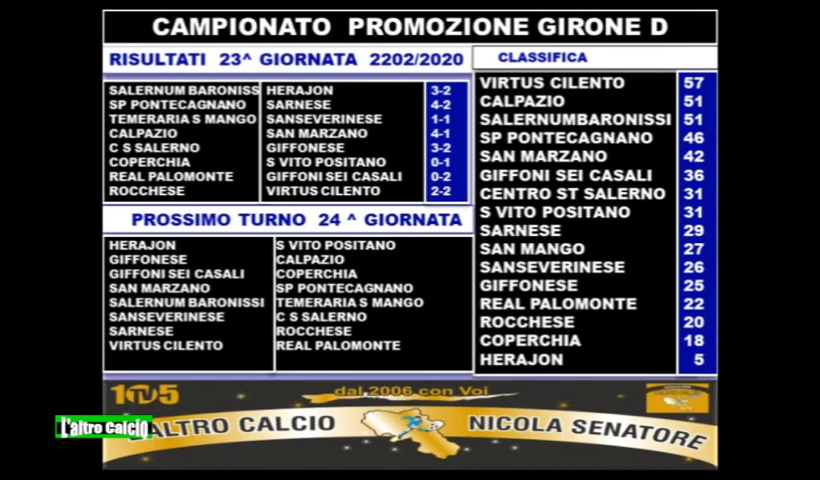 CAMPIONATO PROMOZIONE GIRONE D
RISULTATI 23^ GIORNATA 2202/2020
SALERNUM BARONISS HERAJON 3-2
SP PONTECAGNANO SARNESE 4-2
TEMERARIA S MANGO SANSEVERINESE 1-1
CALPAZIO SAN MARZANO 4-1
C S SALERNO GIFFONESE 3-2
COPERCHIA S VITO POSITANO 0-1
REAL PALOMONTE GIFFONI SEI CASALI 0-2
ROCCHESE VIRTUS CILENTO 2-2
PROSSIMO TURNO 24 ^ GIORNATA
HERAJON S VITO POSITANO
GIFFONESE CALPAZIO
GIFFONI SEI CASALI COPERCHIA
SAN MARZANO SP PONTECAGNANO
SALERNUM BARONISSI TEMERARIA S MANGO
SANSEVERINESE C S SALERNO
SARNESE ROCCHESE
VIRTUS CILENTO REAL PALOMONTE
CLASSIFICA
VIRTUS CILENTO 57
CALPAZIO 51
SALERNUMBARONISSI 51
SP PONTECAGNANO 46
SAN MARZANO 42
GIFFONI SEI CASALI 36
CENTRO ST SALERNO 31
S VITO POSITANO 31
SARNESE 29
SAN MANGO 27
SANSEVERINESE 26
GIFFONESE 25
REAL PALOMONTE 22
ROCCHESE 20
COPERCHIA 18
HERAJON 5
105 TV
dal 2006 con Voi
L'altro Calcio
L'ALTRO CALCIO NICOLA SENATORE